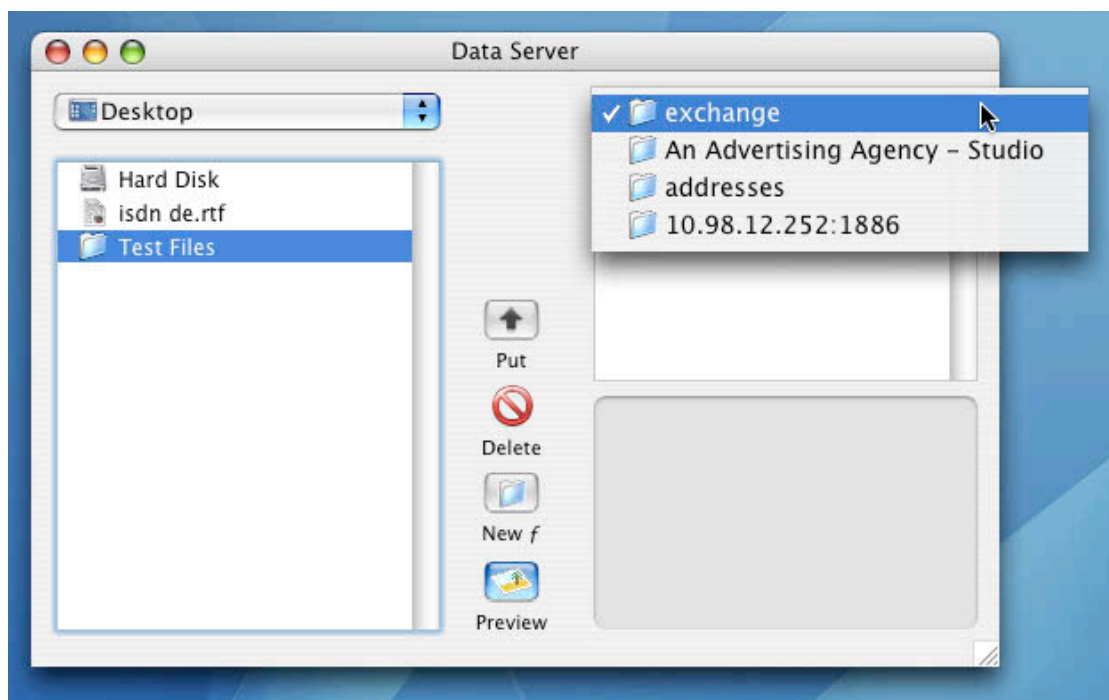 Data Server
Desktop
Hard Disk
isdn de.rtf
Test Files
Put
Delete
New f
Preview
✓ exchange
An Advertising Agency – Studio
addresses
10.98.12.252:1886